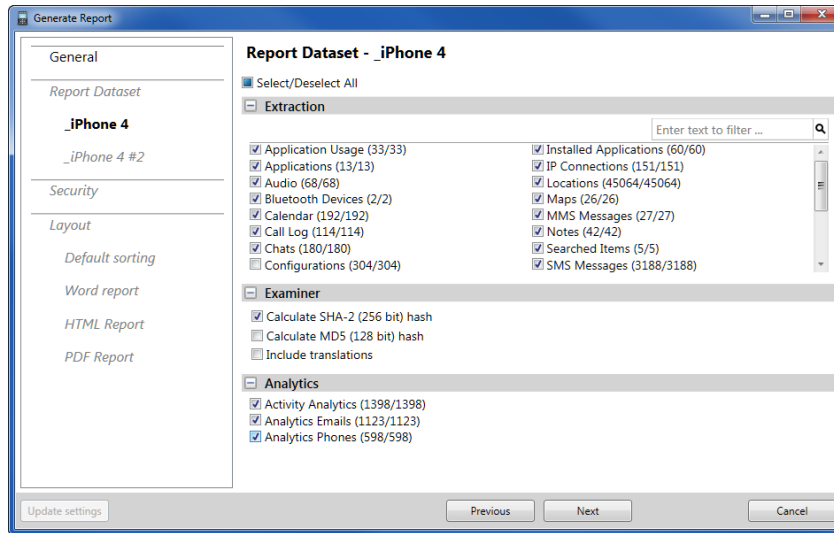 Generate Report
General
Report Dataset
_iPhone 4
_iPhone 4 #2
Security
Layout
Default sorting
Word report
HTML Report
PDF Report
Report Dataset - _iPhone 4
Select/Deselect All
Extraction
Enter text to filter ...
Application Usage (33/33)
Applications (13/13)
Audio (68/68)
Bluetooth Devices (2/2)
Calendar (192/192)
Call Log (114/114)
Chats (180/180)
Configurations (304/304)
Installed Applications (60/60)
IP Connections (151/151)
Locations (45064/45064)
Maps (26/26)
MMS Messages (27/27)
Notes (42/42)
Searched Items (5/5)
SMS Messages (3188/3188)
Examiner
Calculate SHA-2 (256 bit) hash
Calculate MD5 (128 bit) hash
Include translations
Analytics
Activity Analytics (1398/1398)
Analytics Emails (1123/1123)
Analytics Phones (598/598)
Update settings
Previous
Next
Cancel